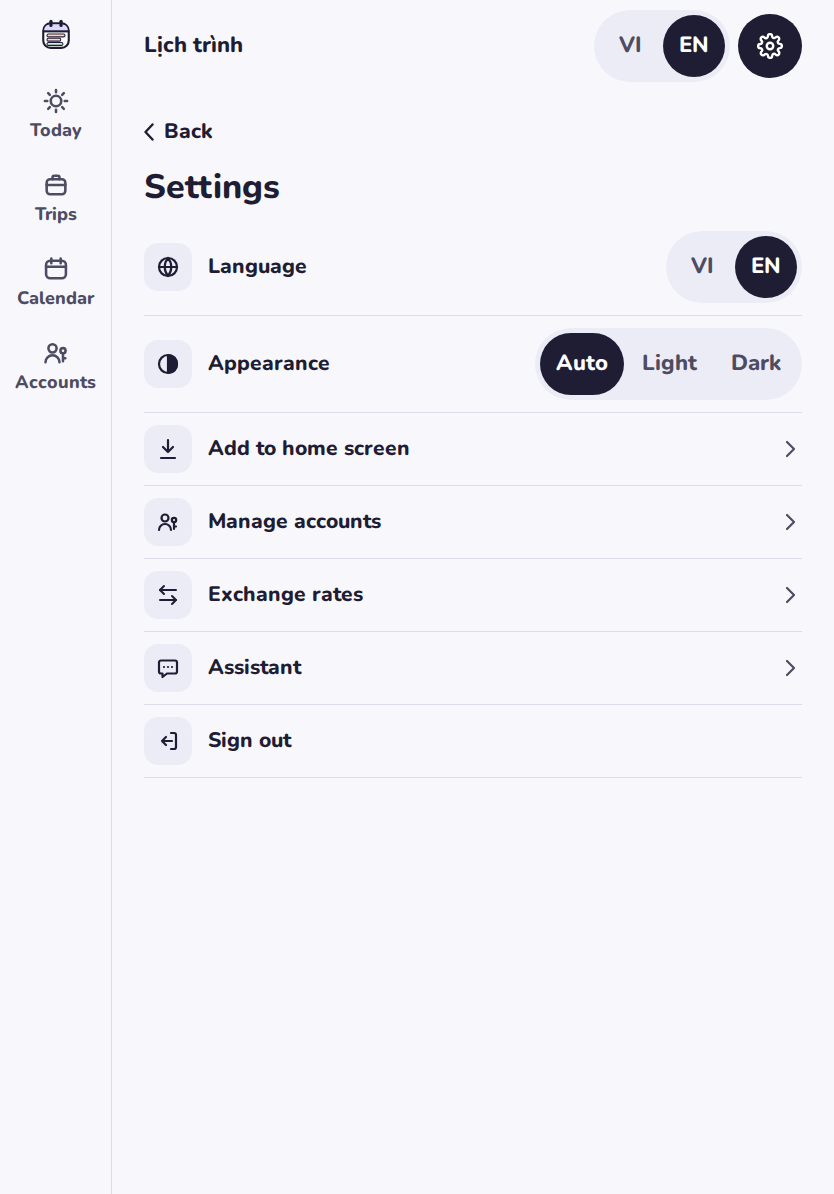 Lịch trình
VI EN
Today
Trips
Calendar
Accounts
Back
Settings
Language
VI EN
Appearance
Auto Light Dark
Add to home screen
Manage accounts
Exchange rates
Assistant
Sign out